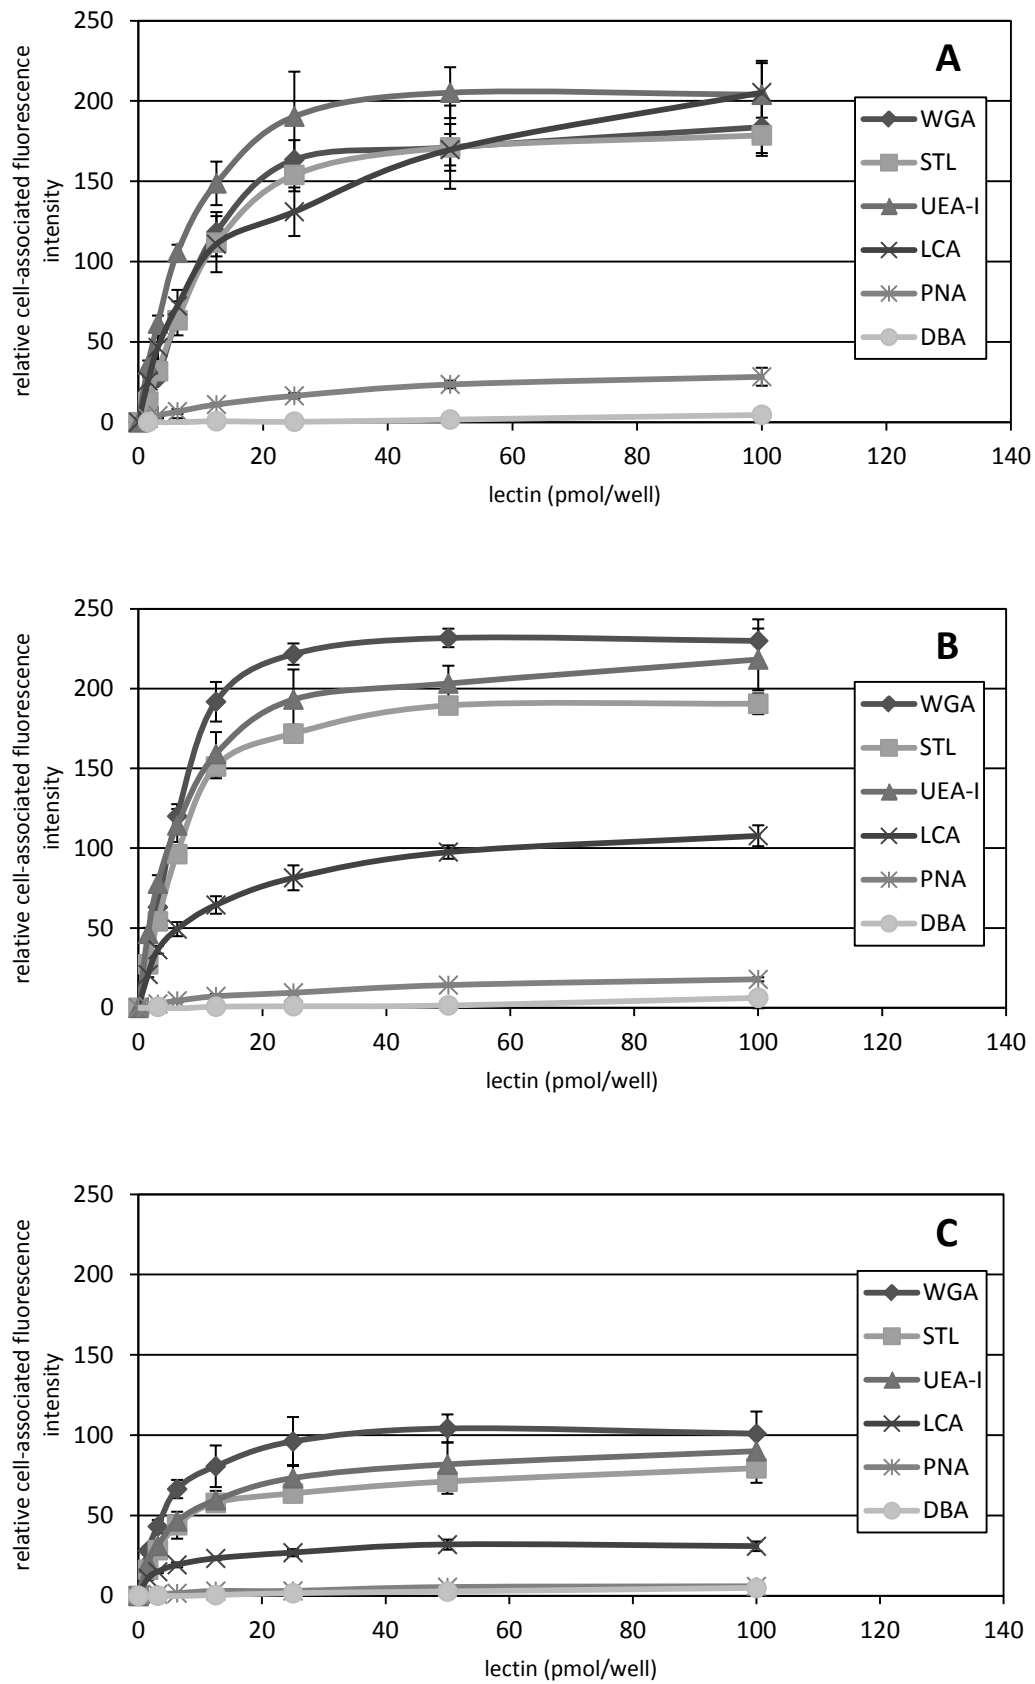 250
200
150
100
50
0
relative cell-associated fluorescence
intensity
A
WGA
STL
UEA-I
LCA
PNA
DBA
0 20 40 60 80 100 120 140
lectin (pmol/well)
250
200
150
100
50
0
relative cell-associated fluorescence
intensity
B
WGA
STL
UEA-I
LCA
PNA
DBA
0 20 40 60 80 100 120 140
lectin (pmol/well)
250
200
150
100
50
0
relative cell-associated fluorescence
intensity
C
WGA
STL
UEA-I
LCA
PNA
DBA
0 20 40 60 80 100 120 140
lectin (pmol/well)